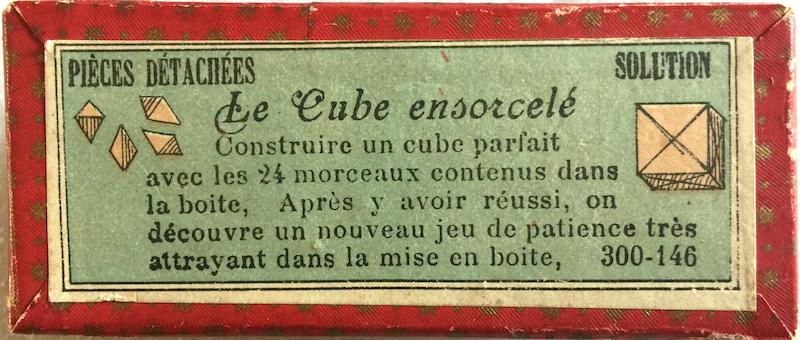 PIÈCES DÉTACHÉES
SOLUTION
Le Cube ensorcelé
Construire un cube parfait
avec les 24 morceaux contenus dans
la boite, Après y avoir réussi, on
découvre un nouveau jeu de patience très
attrayant dans la mise en boite, 300-146